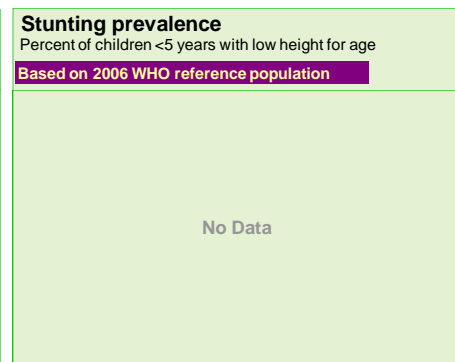 Stunting prevalence
Percent of children <5 years with low height for age
Based on 2006 WHO reference population
No Data